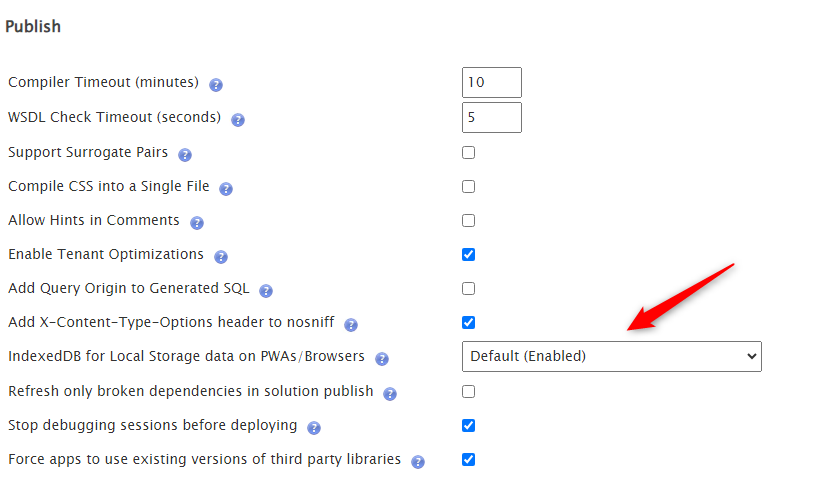 Publish
Compiler Timeout (minutes) ? 10
WSDL Check Timeout (seconds) ? 5
Support Surrogate Pairs ?
Compile CSS into a Single File ?
Allow Hints in Comments ?
Enable Tenant Optimizations ?
Add Query Origin to Generated SQL ?
Add X-Content-Type-Options header to nosniff ?
IndexedDB for Local Storage data on PWAs/Browsers ? Default (Enabled)
Refresh only broken dependencies in solution publish ?
Stop debugging sessions before deploying ?
Force apps to use existing versions of third party libraries ?